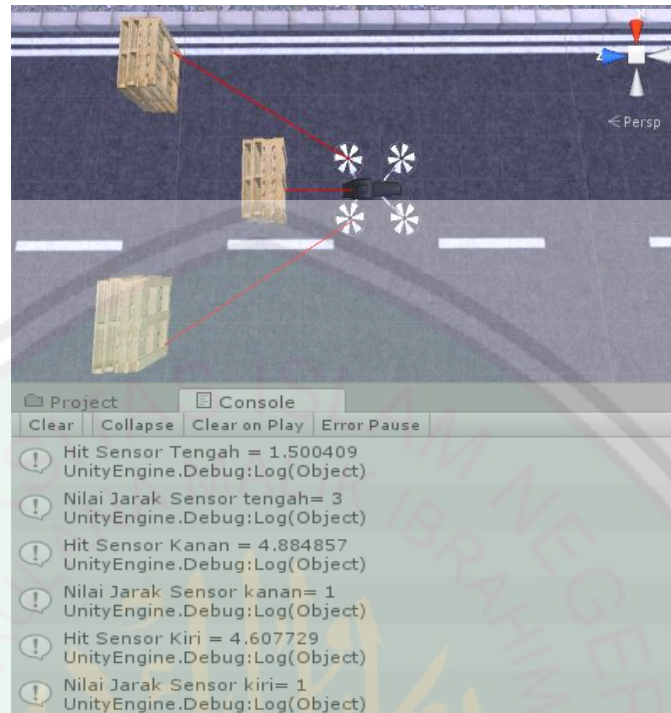 z
<Persp
Project
Console
Clear
Collapse
Clear on Play
Error Pause
Hit Sensor Tengah = 1.500409
UnityEngine.Debug:Log(Object)
Nilai Jarak Sensor tengah= 3
UnityEngine.Debug:Log(Object)
Hit Sensor Kanan = 4.884857
UnityEngine.Debug:Log(Object)
Nilai Jarak Sensor kanan= 1
UnityEngine.Debug:Log(Object)
Hit Sensor Kiri = 4.607729
UnityEngine.Debug:Log(Object)
Nilai Jarak Sensor kiri= 1
UnityEngine.Debug:Log(Object)
ISLAM NEGER
IBRAHIM